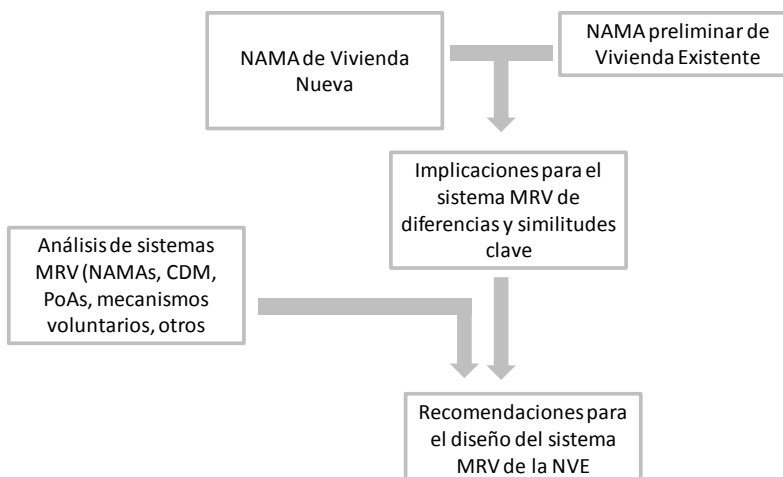 NAMA de Vivienda
Nueva
NAMA preliminar de
Vivienda Existente
Implicaciones para el
sistema MRV de
diferencias y similitudes
clave
Análisis de sistemas
MRV (NAMAs, CDM,
PoAs, mecanismos
voluntarios, otros
Recomendaciones para
el diseño del sistema
MRV de la NVE